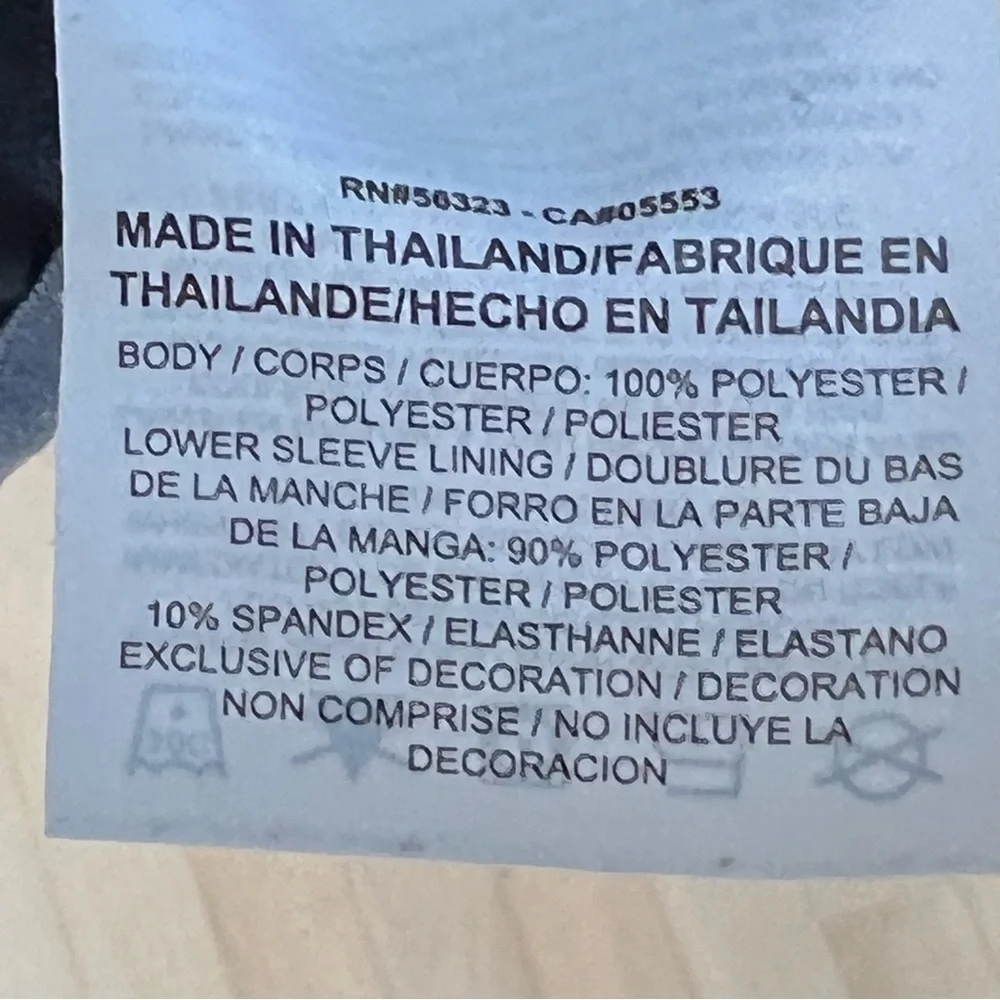 RN#56323 - CA#05553
MADE IN THAILAND/FABRIQUE EN
THAILANDE/HECHO EN TAILANDIA
BODY / CORPS / CUERPO: 100% POLYESTER /
POLYESTER / POLIESTER
LOWER SLEEVE LINING / DOUBLURE DU BAS
DE LA MANCHE / FORRO EN LA PARTE BAJA
DE LA MANGA: 90% POLYESTER /
POLYESTER / POLIESTER
10% SPANDEX / ELASTHANNE / ELASTANO
EXCLUSIVE OF DECORATION / DECORATION
NON COMPRISE / NO INCLUYE LA
DECORACION